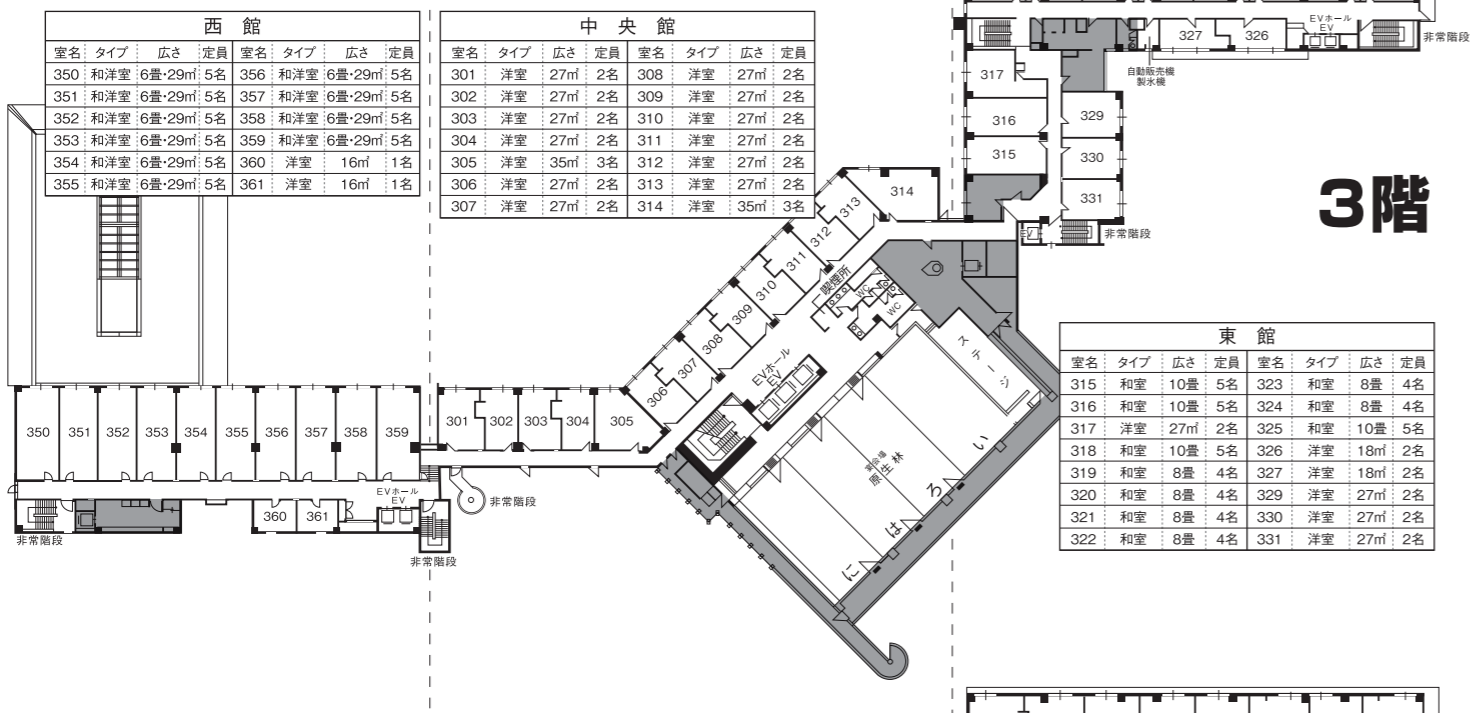 西 館
室名 タイプ 広さ 定員 室名 タイプ 広さ 定員
350 和洋室 6畳・29㎡ 5名 356 和洋室 6畳・29㎡ 5名
351 和洋室 6畳・29㎡ 5名 357 和洋室 6畳・29㎡ 5名
352 和洋室 6畳・29㎡ 5名 358 和洋室 6畳・29㎡ 5名
353 和洋室 6畳・29㎡ 5名 359 和洋室 6畳・29㎡ 5名
354 和洋室 6畳・29㎡ 5名 360 洋室 16㎡ 1名
355 和洋室 6畳・29㎡ 5名 361 洋室 16㎡ 1名
中 央 館
室名 タイプ 広さ 定員 室名 タイプ 広さ 定員
301 洋室 27㎡ 2名 308 洋室 27㎡ 2名
302 洋室 27㎡ 2名 309 洋室 27㎡ 2名
303 洋室 27㎡ 2名 310 洋室 27㎡ 2名
304 洋室 27㎡ 2名 311 洋室 27㎡ 2名
305 洋室 35㎡ 3名 312 洋室 27㎡ 2名
306 洋室 27㎡ 2名 313 洋室 27㎡ 2名
307 洋室 27㎡ 2名 314 洋室 35㎡ 3名
327
326
EVホール
EV
非常階段
自動販売機
製氷機
317
316
315
329
330
331
EV
非常階段
3階
314
313
312
311
310
309
308
307
306
喫煙所
WC
WC
EVホール
EV
ステージ
宴会場
原生林
い
ろ
は
に
東 館
室名 タイプ 広さ 定員 室名 タイプ 広さ 定員
315 和室 10畳 5名 323 和室 8畳 4名
316 和室 10畳 5名 324 和室 8畳 4名
317 洋室 27㎡ 2名 325 和室 10畳 5名
318 和室 10畳 5名 326 洋室 18㎡ 2名
319 和室 8畳 4名 327 洋室 18㎡ 2名
320 和室 8畳 4名 329 洋室 27㎡ 2名
321 和室 8畳 4名 330 洋室 27㎡ 2名
322 和室 8畳 4名 331 洋室 27㎡ 2名
350 351 352 353 354 355 356 357 358 359
301 302 303 304 305
360 361
EVホール
EV
非常階段
非常階段
非常階段